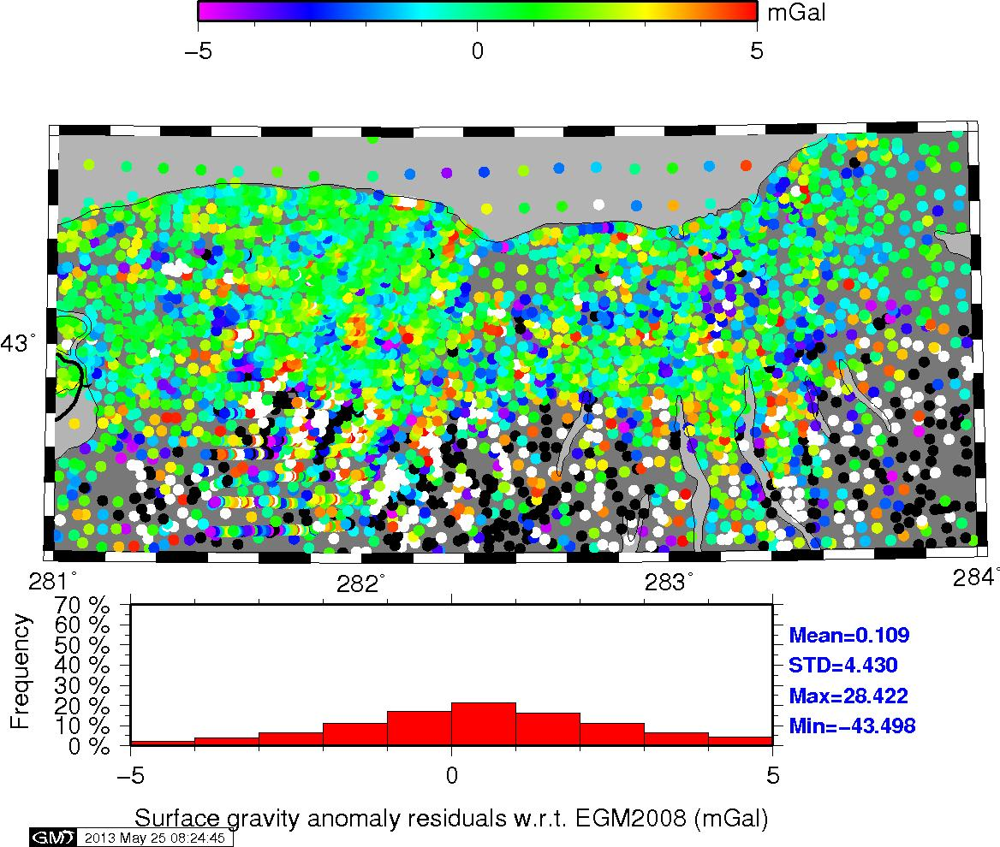 mGal
−5 0 5
43°
281° 282° 283° 284°
70 %
60 %
50 %
40 %
30 %
20 %
10 %
0 %
Frequency
Mean=0.109
STD=4.430
Max=28.422
Min=−43.498
−5 0 5
Surface gravity anomaly residuals w.r.t. EGM2008 (mGal)
GMT 2013 May 25 08:24:45